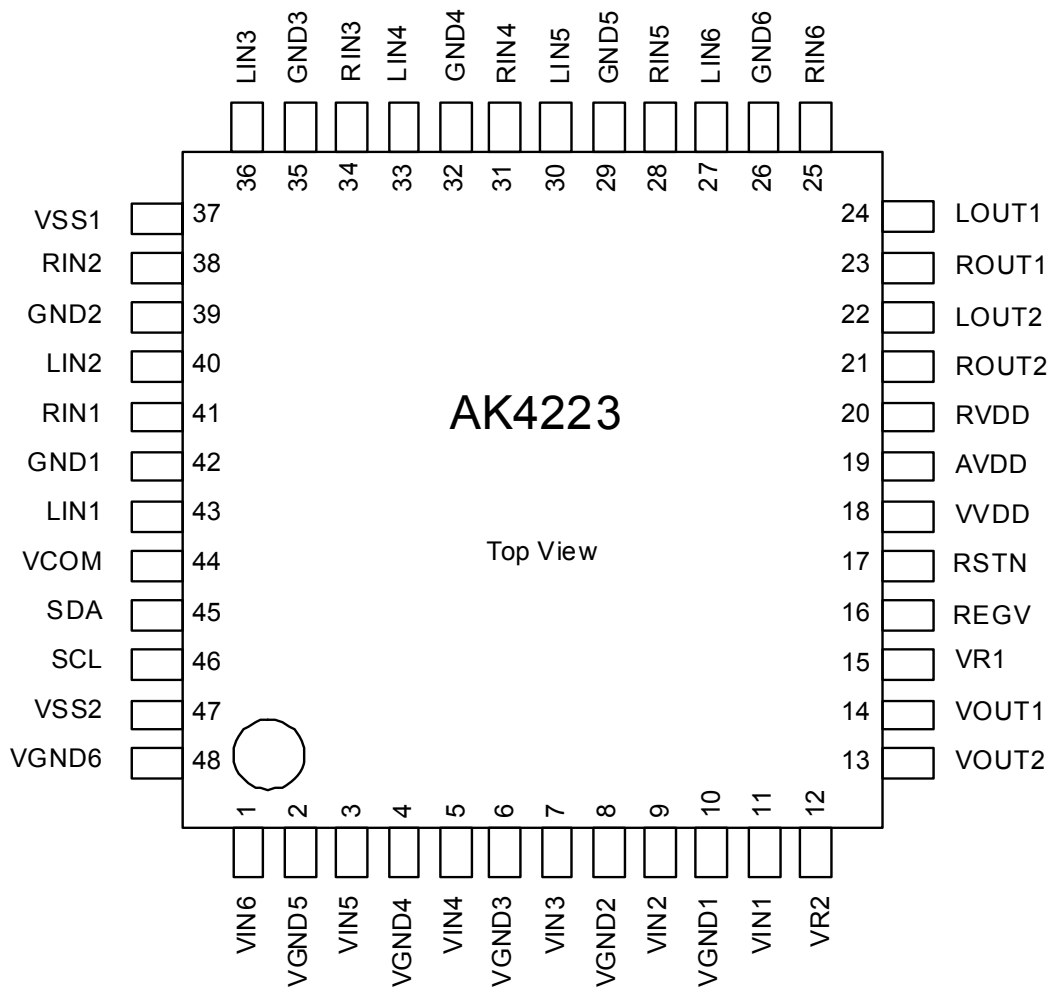 LIN3 GND3 RIN3 LIN4 GND4 RIN4 LIN5 GND5 RIN5 LIN6 GND6 RIN6
36 35 34 33 32 31 30 29 28 27 26 25
VSS1 37
RIN2 38
GND2 39
LIN2 40
RIN1 41
GND1 42
LIN1 43
VCOM 44
SDA 45
SCL 46
VSS2 47
VGND6 48
AK4223
Top View
24 LOUT1
23 ROUT1
22 LOUT2
21 ROUT2
20 RVDD
19 AVDD
18 VVDD
17 RSTN
16 REGV
15 VR1
14 VOUT1
13 VOUT2
1 2 3 4 5 6 7 8 9 10 11 12
VIN6 VGND5 VIN5 VGND4 VIN4 VGND3 VIN3 VGND2 VIN2 VGND1 VIN1 VR2